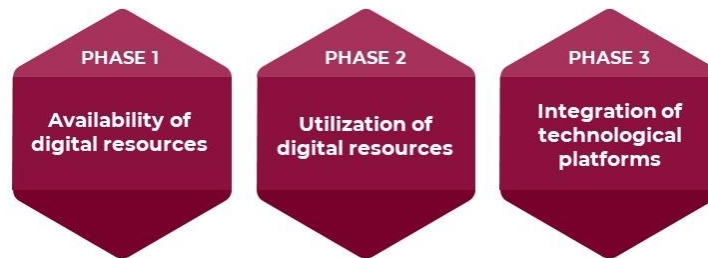 PHASE 1
Availability of
digital resources
PHASE 2
Utilization of
digital resources
PHASE 3
Integration of
technological
platforms